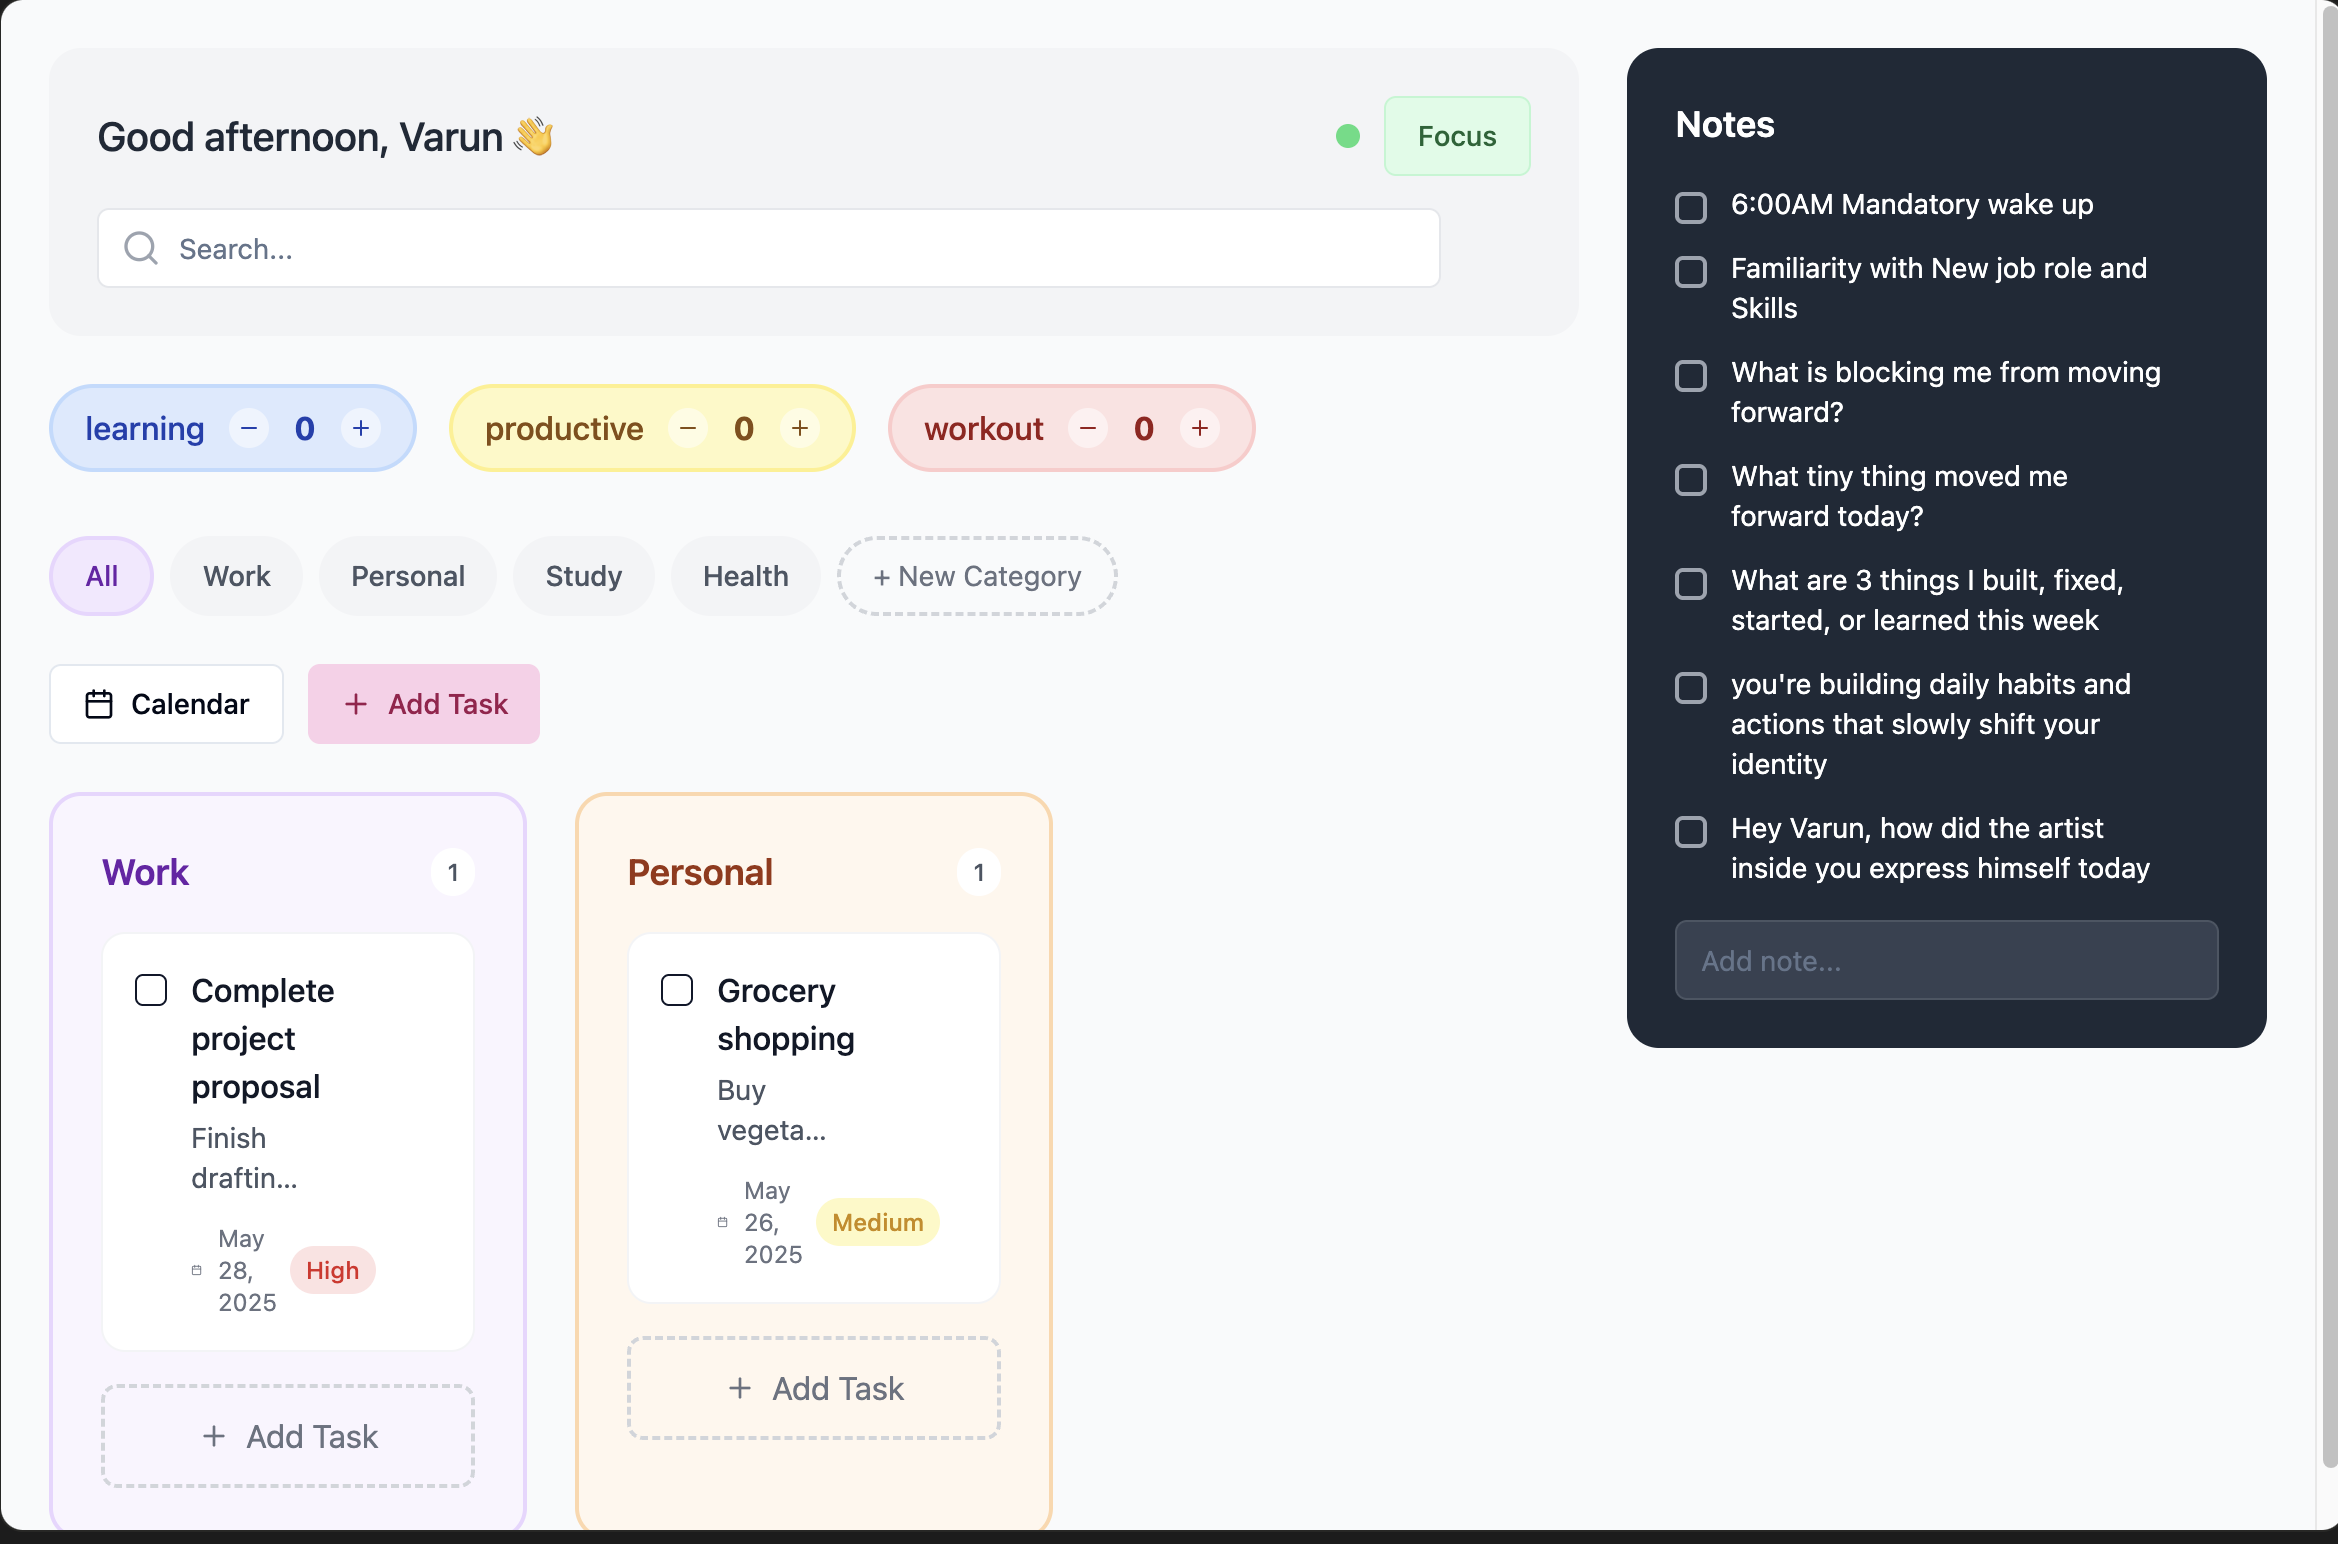 Good afternoon, Varun 👋
Focus
Search...
learning − 0 +
productive − 0 +
workout − 0 +
All
Work
Personal
Study
Health
+ New Category
Calendar
+ Add Task
Work
1
Complete
project
proposal
Finish
draftin...
May
28,
2025
High
+ Add Task
Personal
1
Grocery
shopping
Buy
vegeta...
May
26,
2025
Medium
+ Add Task
Notes
6:00AM Mandatory wake up
Familiarity with New job role and
Skills
What is blocking me from moving
forward?
What tiny thing moved me
forward today?
What are 3 things I built, fixed,
started, or learned this week
you're building daily habits and
actions that slowly shift your
identity
Hey Varun, how did the artist
inside you express himself today
Add note...